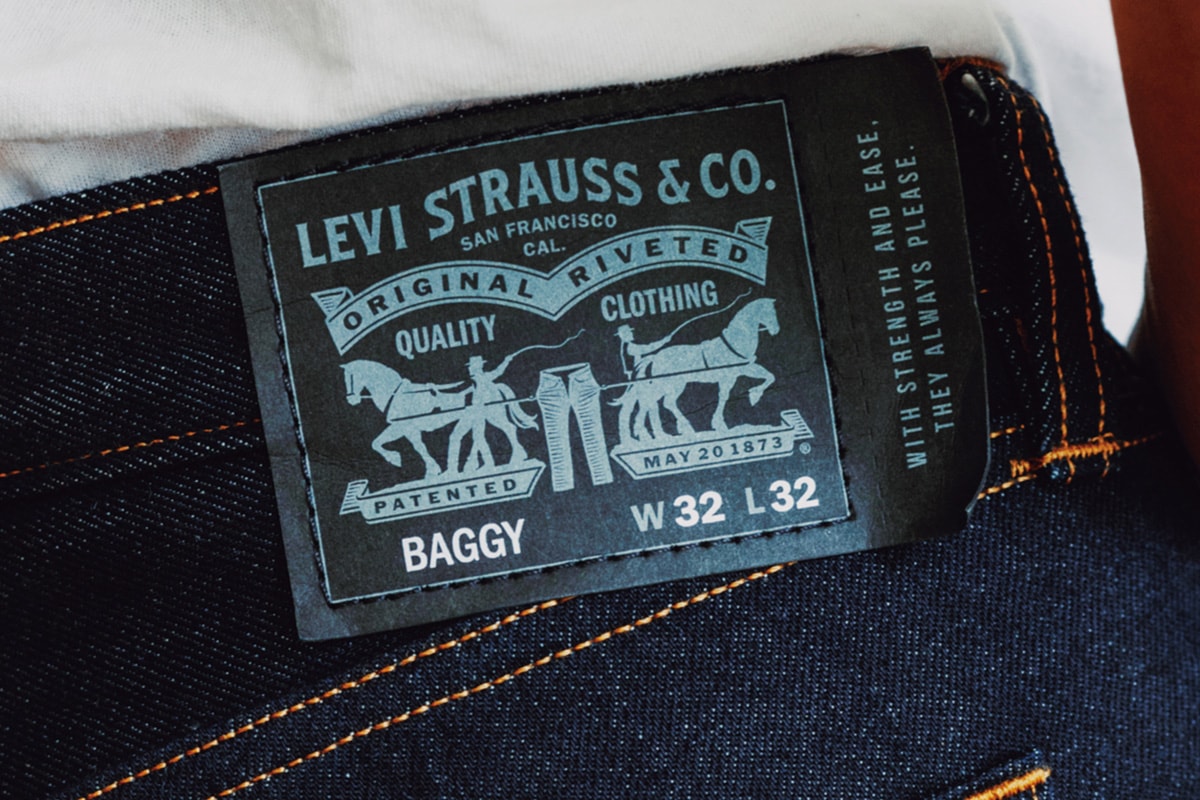 LEVI STRAUSS & CO.
SAN FRANCISCO
CAL.
ORIGINAL RIVETED
QUALITY CLOTHING
PATENTED MAY 20 1873 ®
BAGGY W 32 L 32
WITH STRENGTH AND EASE,
THEY ALWAYS PLEASE.